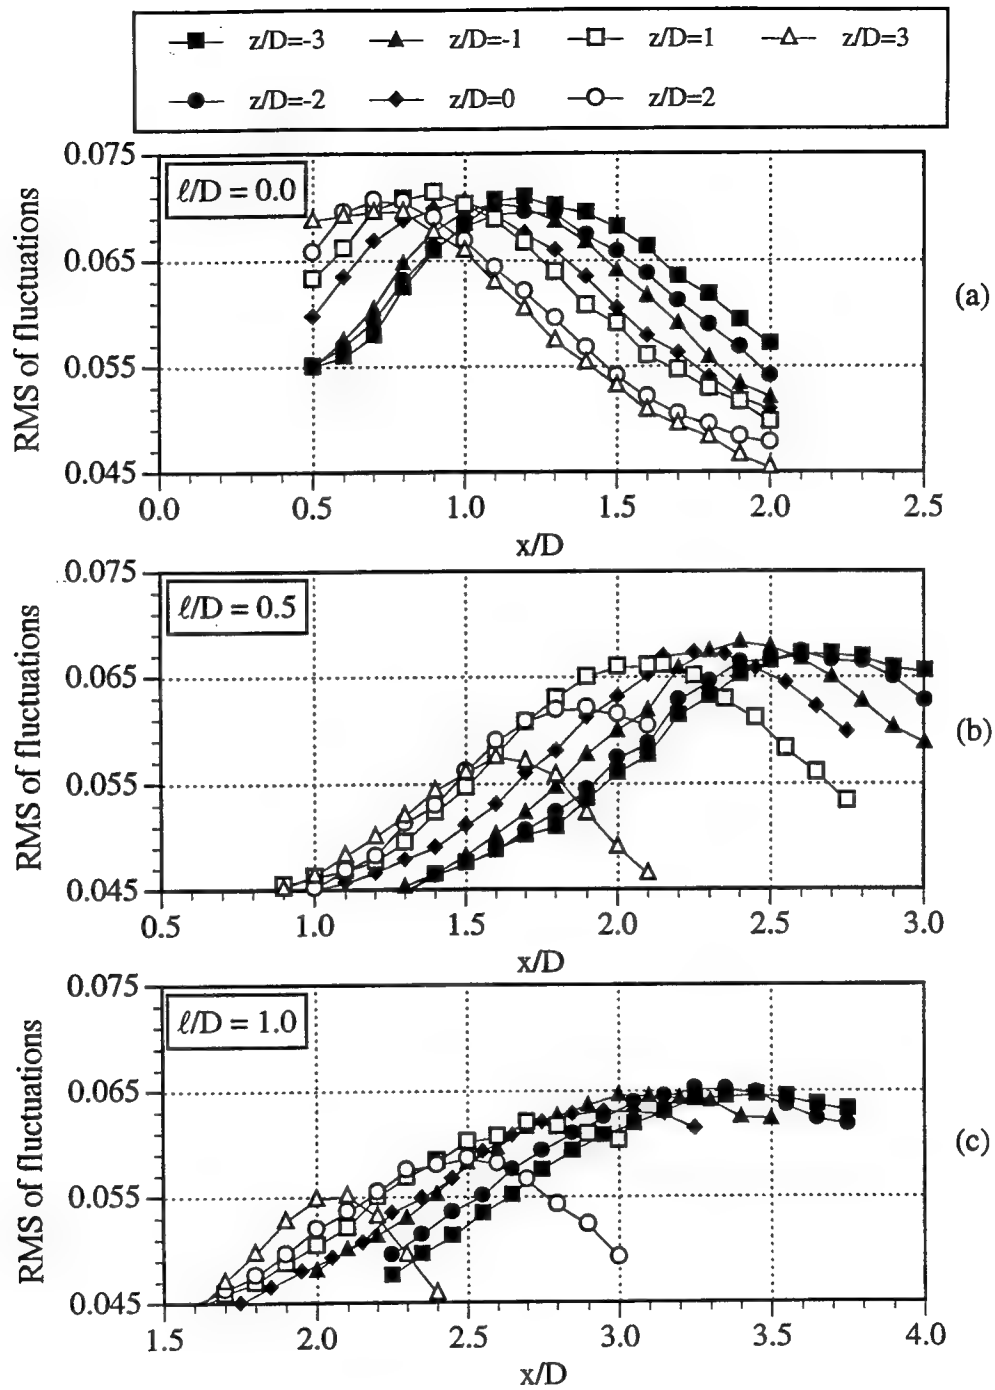 z/D=-3 z/D=-1 z/D=1 z/D=3
z/D=-2 z/D=0 z/D=2
0.075
0.065
0.055
0.045
RMS of fluctuations
ℓ/D = 0.0
(a)
0.0 0.5 1.0 1.5 2.0 2.5
x/D
0.075
0.065
0.055
0.045
RMS of fluctuations
ℓ/D = 0.5
(b)
0.5 1.0 1.5 2.0 2.5 3.0
x/D
0.075
0.065
0.055
0.045
RMS of fluctuations
ℓ/D = 1.0
(c)
1.5 2.0 2.5 3.0 3.5 4.0
x/D